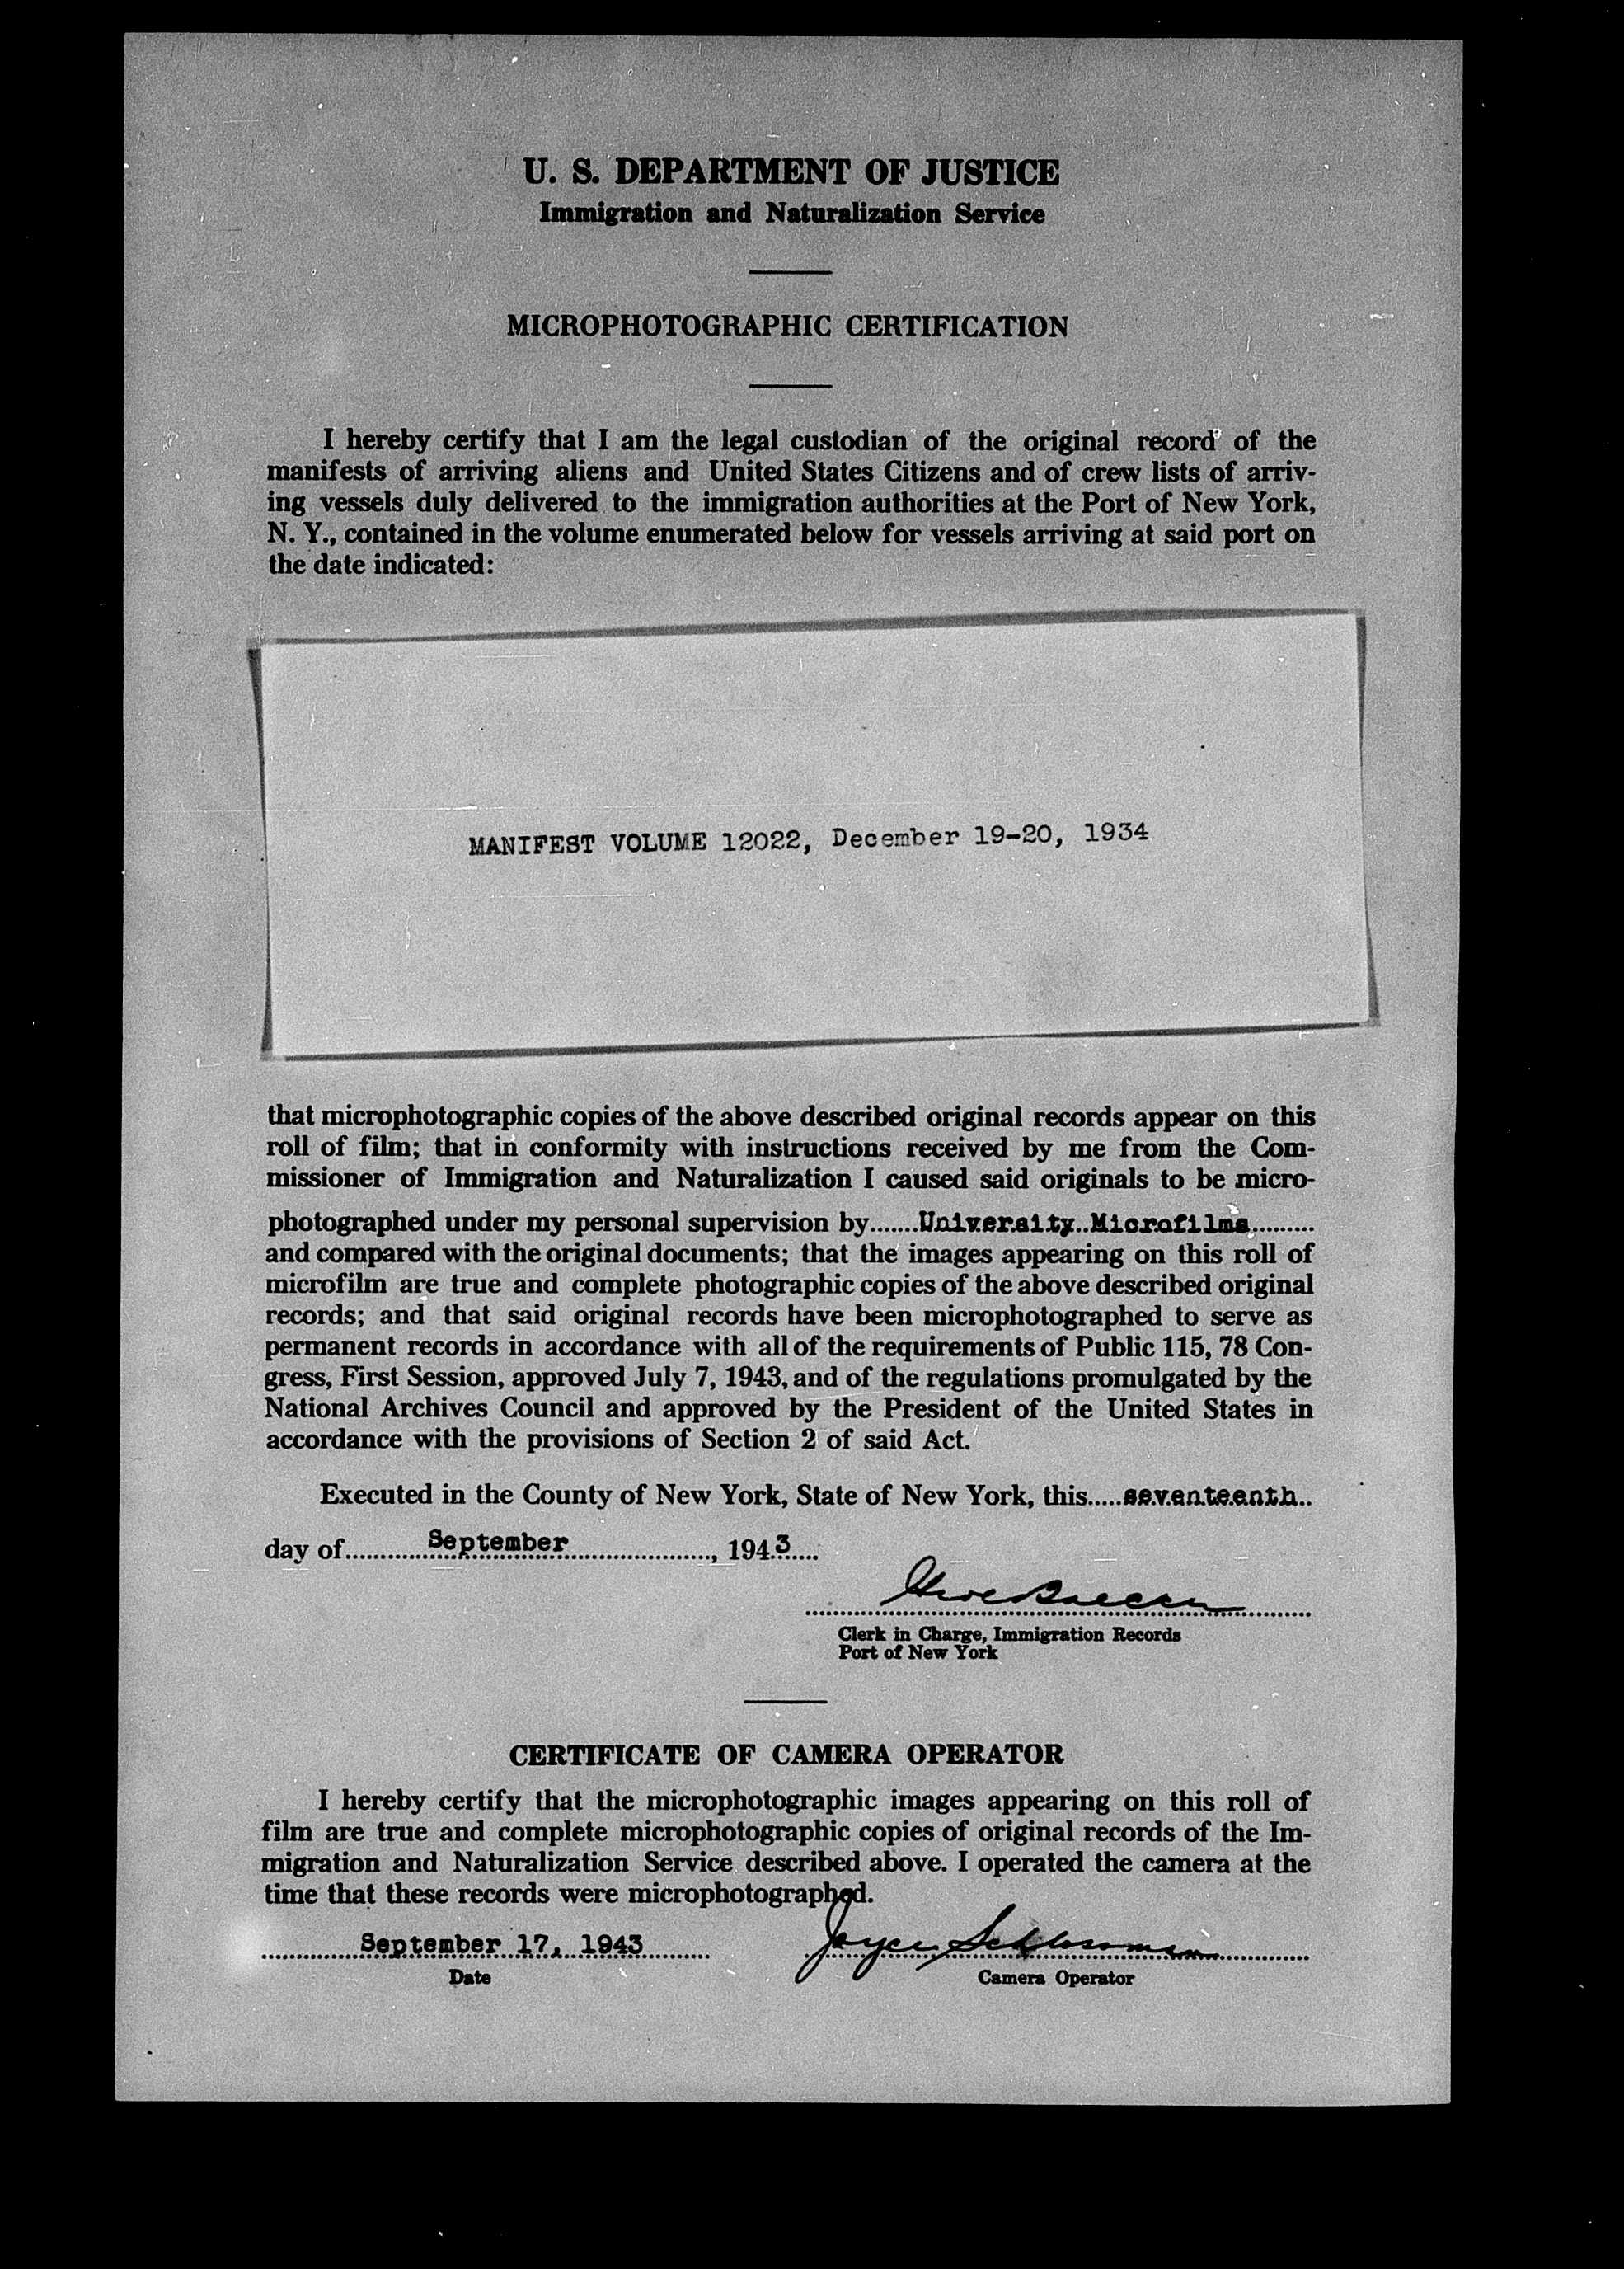 U. S. DEPARTMENT OF JUSTICE
Immigration and Naturalization Service
MICROPHOTOGRAPHIC CERTIFICATION
I hereby certify that I am the legal custodian of the original record of the
manifests of arriving aliens and United States Citizens and of crew lists of arriv-
ing vessels duly delivered to the immigration authorities at the Port of New York,
N. Y., contained in the volume enumerated below for vessels arriving at said port on
the date indicated:
MANIFEST VOLUME 12022, December 19-20, 1934
that microphotographic copies of the above described original records appear on this
roll of film; that in conformity with instructions received by me from the Com-
missioner of Immigration and Naturalization I caused said originals to be micro-
photographed under my personal supervision by.......University Microfilms..........
and compared with the original documents; that the images appearing on this roll of
microfilm are true and complete photographic copies of the above described original
records; and that said original records have been microphotographed to serve as
permanent records in accordance with all of the requirements of Public 115, 78 Con-
gress, First Session, approved July 7, 1943, and of the regulations promulgated by the
National Archives Council and approved by the President of the United States in
accordance with the provisions of Section 2 of said Act.
Executed in the County of New York, State of New York, this.....seventeenth..
day of............September......................, 1943....
Clerk in Charge, Immigration Records
Port of New York
CERTIFICATE OF CAMERA OPERATOR
I hereby certify that the microphotographic images appearing on this roll of
film are true and complete microphotographic copies of original records of the Im-
migration and Naturalization Service described above. I operated the camera at the
time that these records were microphotographed.
September 17, 1943 Joyce Schlossman
Date Camera Operator